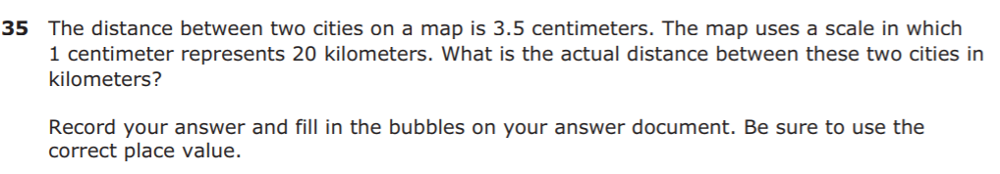 35 The distance between two cities on a map is 3.5 centimeters. The map uses a scale in which
1 centimeter represents 20 kilometers. What is the actual distance between these two cities in
kilometers?
Record your answer and fill in the bubbles on your answer document. Be sure to use the
correct place value.